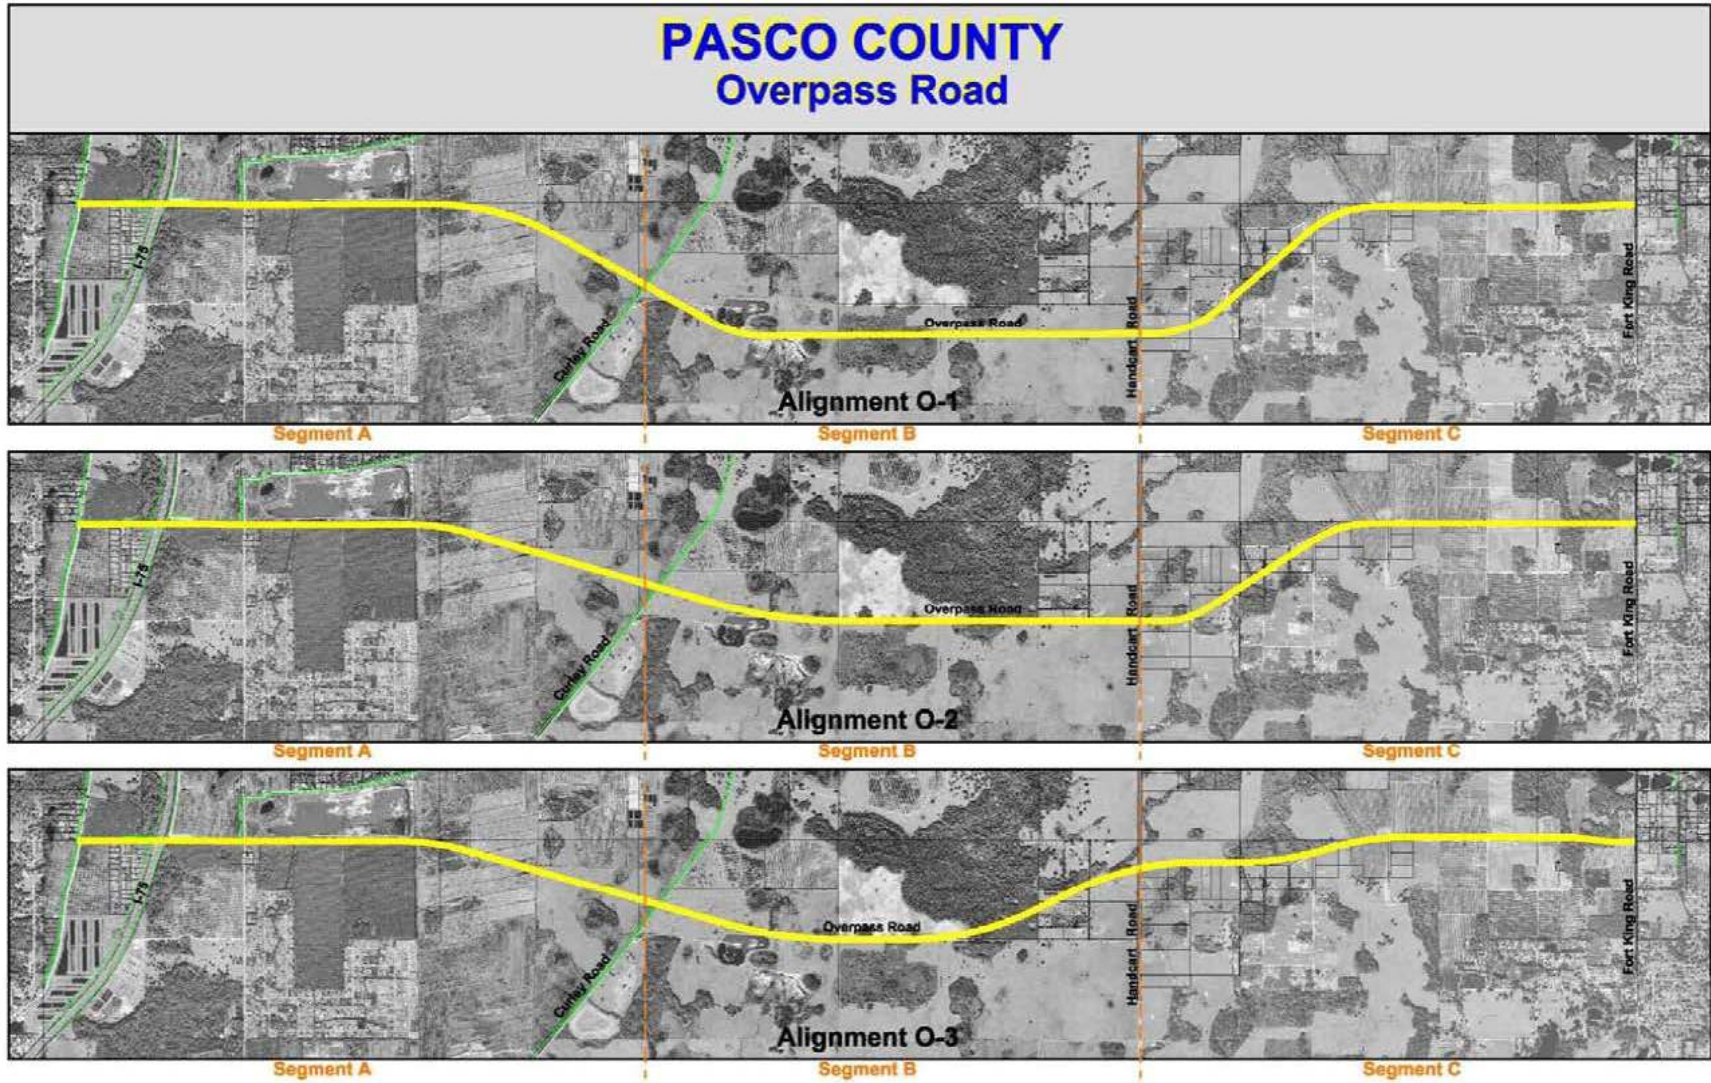 PASCO COUNTY
Overpass Road
I-75
Curley Road
Overpass Road
Handcart Road
Fort King Road
Alignment O-1
Segment A
Segment B
Segment C
I-75
Curley Road
Overpass Road
Handcart Road
Fort King Road
Alignment O-2
Segment A
Segment B
Segment C
I-75
Curley Road
Overpass Road
Handcart Road
Fort King Road
Alignment O-3
Segment A
Segment B
Segment C